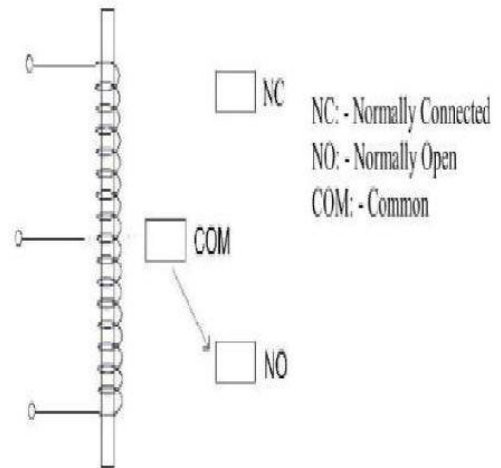 NC
NC: - Normally Connected
NO: - Normally Open
COM: - Common
COM
NO